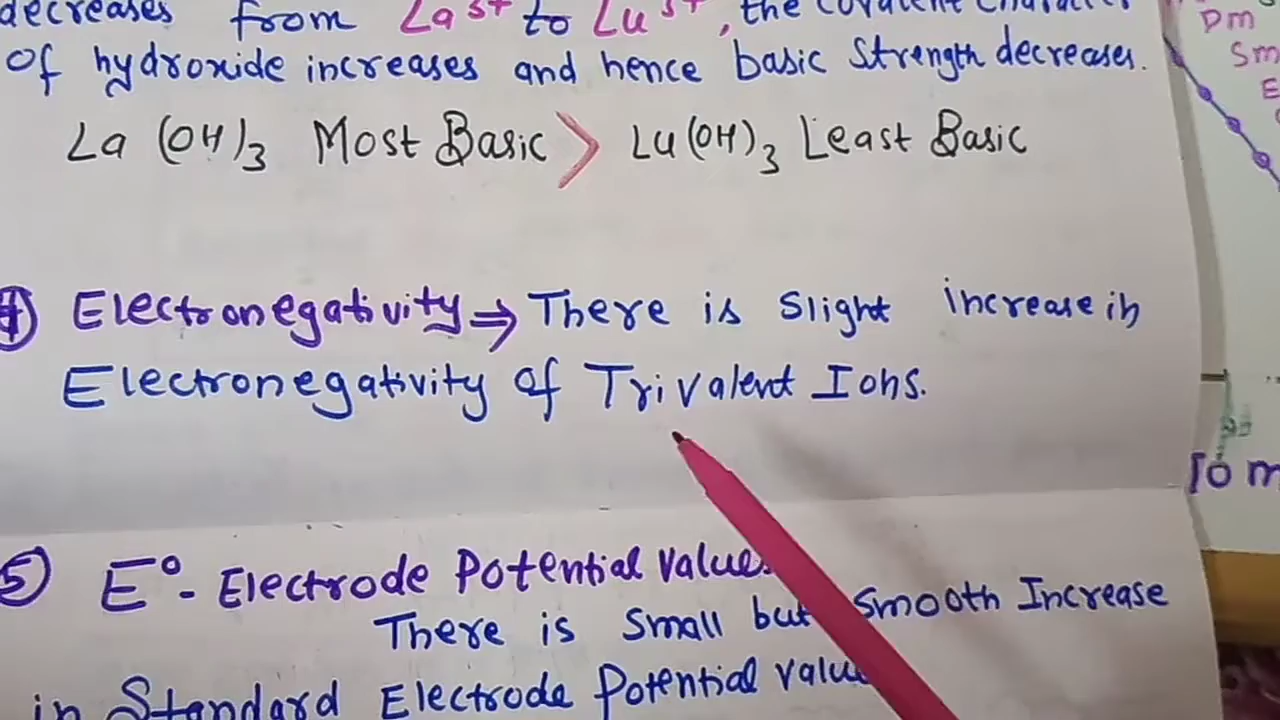 decreases from La³⁺ to Lu³⁺, the covalent character
Of hydroxide increases and hence basic Strength decreases.
La (OH)₃ Most Basic > Lu(OH)₃ Least Basic
④ Electronegativity ⇒ There is Slight increase in
Electronegativity of Trivalent Ions.
⑤ E° - Electrode Potential Value
There is Small but Smooth Increase
in Standard Electrode Potential Value
Pm
Sm
E
10 m